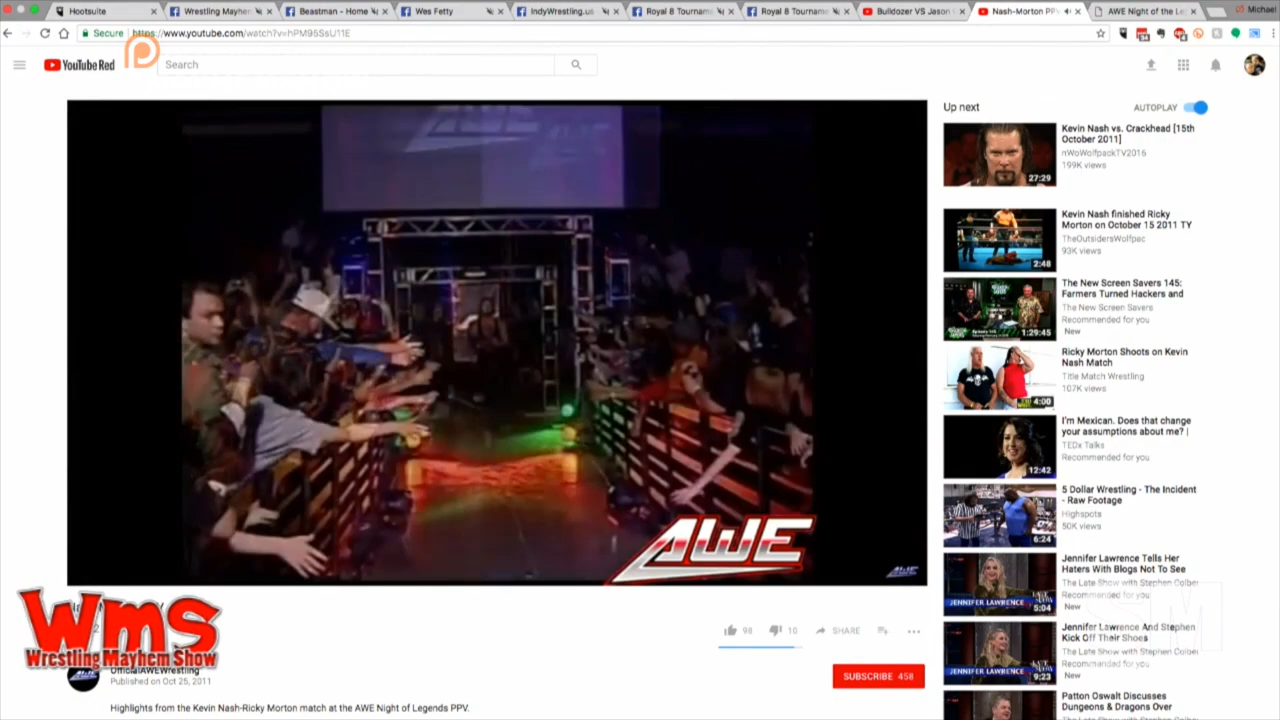 Hootsuite
Wrestling Mayhem
Beastman - Home
Wes Fetty
IndyWrestling.us
Royal 8 Tournam
Royal 8 Tournam
Bulldozer VS Jason
Nash-Morton PPV
AWE Night of the Le
Michael
Secure
https://www.youtube.com/watch?v=hPM95SsU11E
YouTube Red
Search
Up next
AUTOPLAY
Kevin Nash vs. Crackhead [15th
October 2011]
nWoWolfpackTV2016
199K views
27:29
Kevin Nash finished Ricky
Morton on October 15 2011 TY
TheOutsidersWolfpac
93K views
2:48
The New Screen Savers 145:
Farmers Turned Hackers and
The New Screen Savers
Recommended for you
New
1:29:45
Ricky Morton Shoots on Kevin
Nash Match
Title Match Wrestling
107K views
4:00
I'm Mexican. Does that change
your assumptions about me? |
TEDx Talks
Recommended for you
12:42
5 Dollar Wrestling - The Incident
- Raw Footage
Highspots
50K views
6:24
Jennifer Lawrence Tells Her
Haters With Blogs Not To See
The Late Show with Stephen Colber
Recommended for you
New
JENNIFER LAWRENCE
5:04
Jennifer Lawrence And Stephen
Kick Off Their Shoes
The Late Show with Stephen Colber
Recommended for you
New
JENNIFER LAWRENCE
9:23
Patton Oswalt Discusses
Dungeons & Dragons Over
AWE
AWE
WMS
Wrestling Mayhem Show
98
10
SHARE
OfficialAWEWrestling
Published on Oct 25, 2011
SUBSCRIBE 458
Highlights from the Kevin Nash-Ricky Morton match at the AWE Night of Legends PPV.